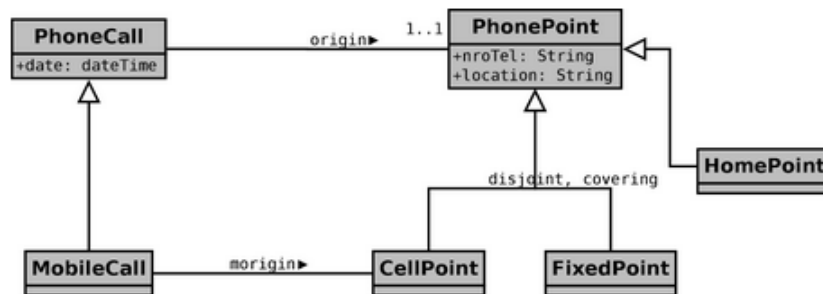 PhoneCall
+date: dateTime
origin►
1..1
PhonePoint
+nroTel: String
+location: String
HomePoint
disjoint, covering
MobileCall
morigin►
CellPoint
FixedPoint